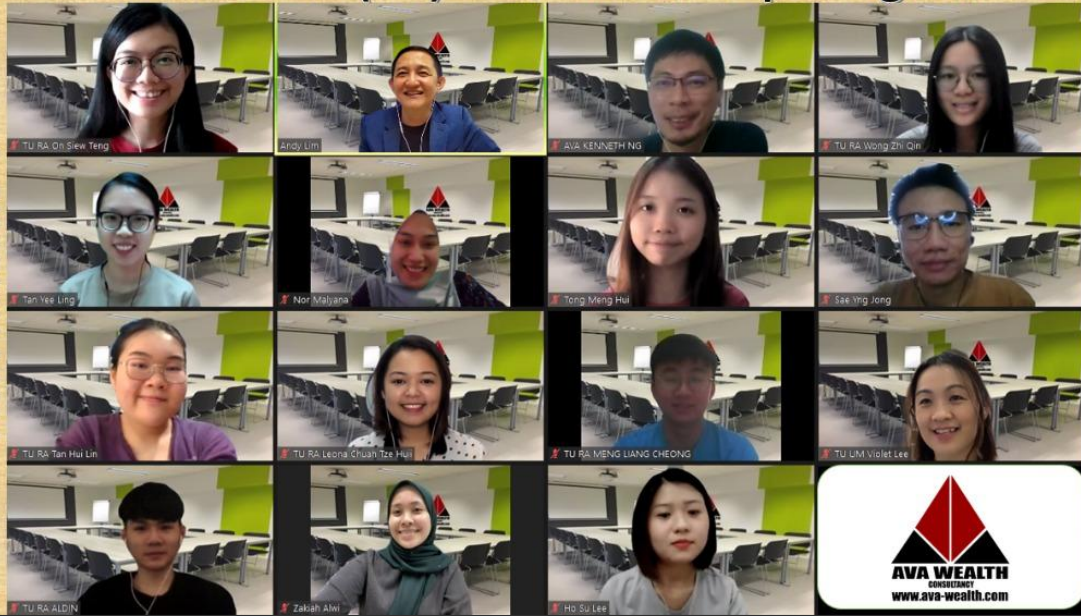 TU RA On Siew Teng
Andy Lim
AVA KENNETH NG
TU RA Wong Zhi Qin
Tan Yee Ling
Nor Malyana
Tong Meng Hui
Sae Yng Jong
TU RA Tan Hui Lin
TU RA Leona Chuah Tze Huii
TU RA MENG LIANG CHEONG
TU UM Violet Lee
TU RA ALDIN
Zakiah Alwi
Ho Su Lee
AVA WEALTH
CONSULTANCY
www.ava-wealth.com